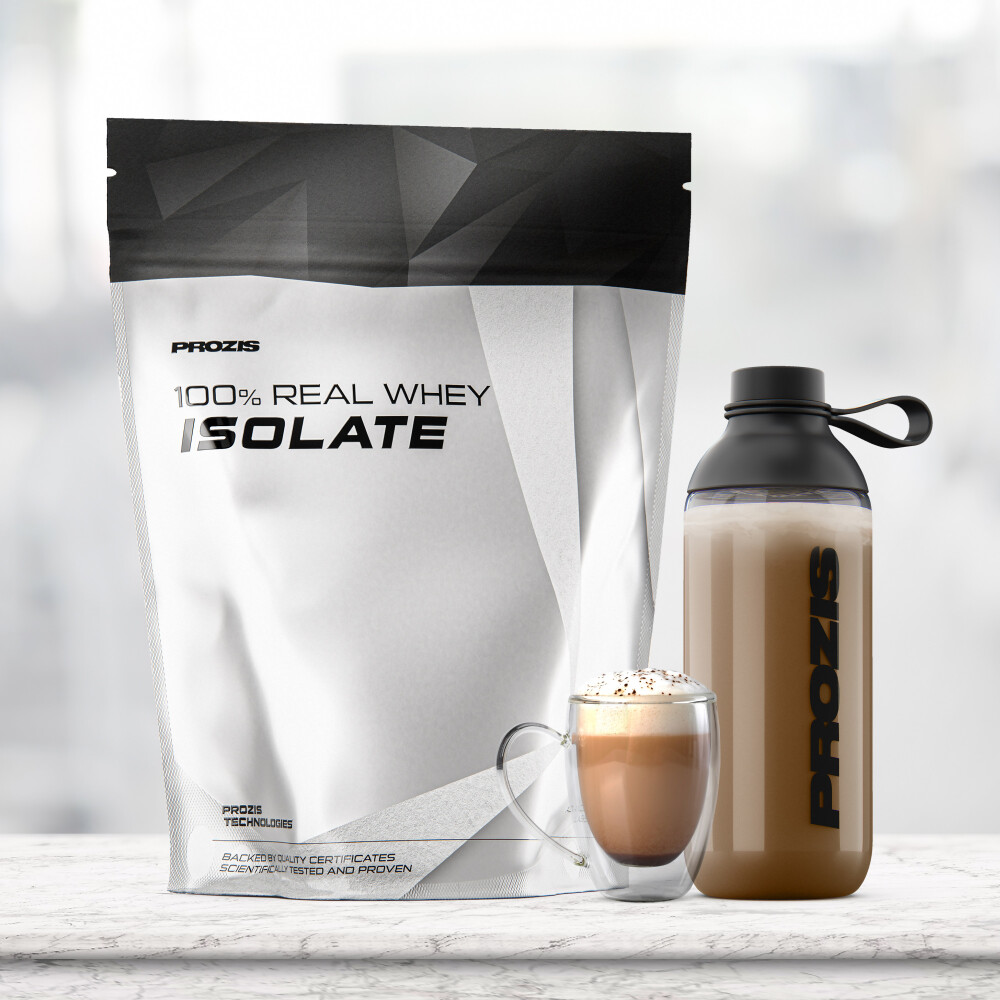 PROZIS
100% REAL WHEY
ISOLATE
PROZIS
TECHNOLOGIES
BACKED BY QUALITY CERTIFICATES
SCIENTIFICALLY TESTED AND PROVEN
PROZIS